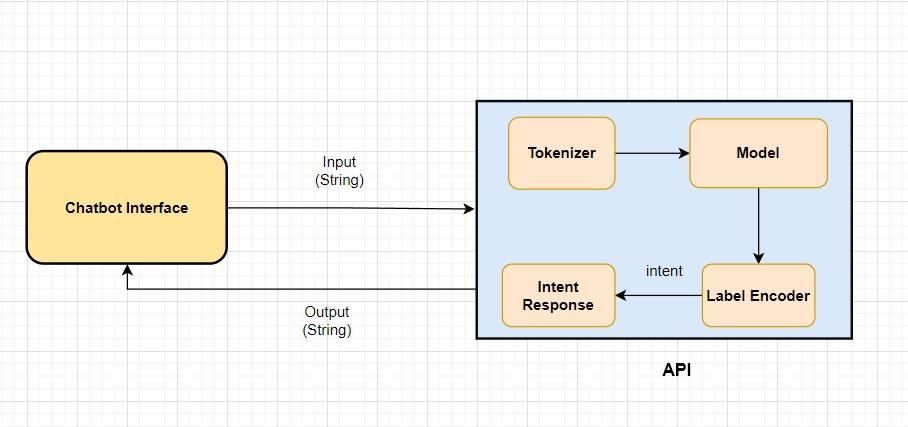 Chatbot Interface
Input
(String)
Output
(String)
Tokenizer
Model
Label Encoder
intent
Intent
Response
API